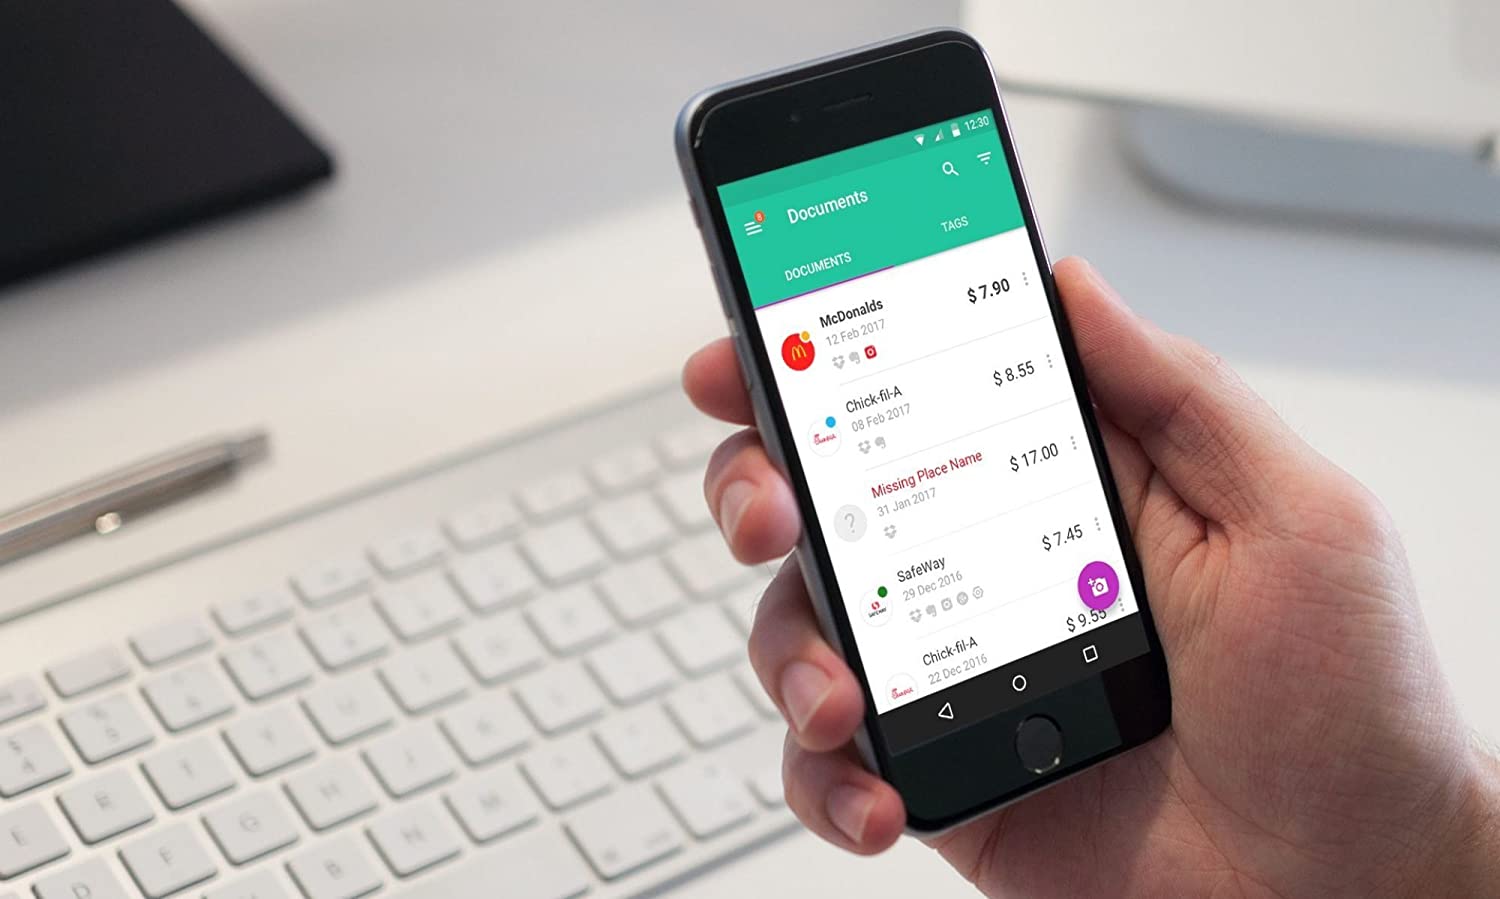 12:30
8
Documents
DOCUMENTS
TAGS
McDonalds
$ 7.90
12 Feb 2017
Chick-fil-A
$ 8.55
08 Feb 2017
Missing Place Name
$ 17.00
31 Jan 2017
?
SafeWay
$ 7.45
29 Dec 2016
Chick-fil-A
$ 9.55
22 Dec 2016